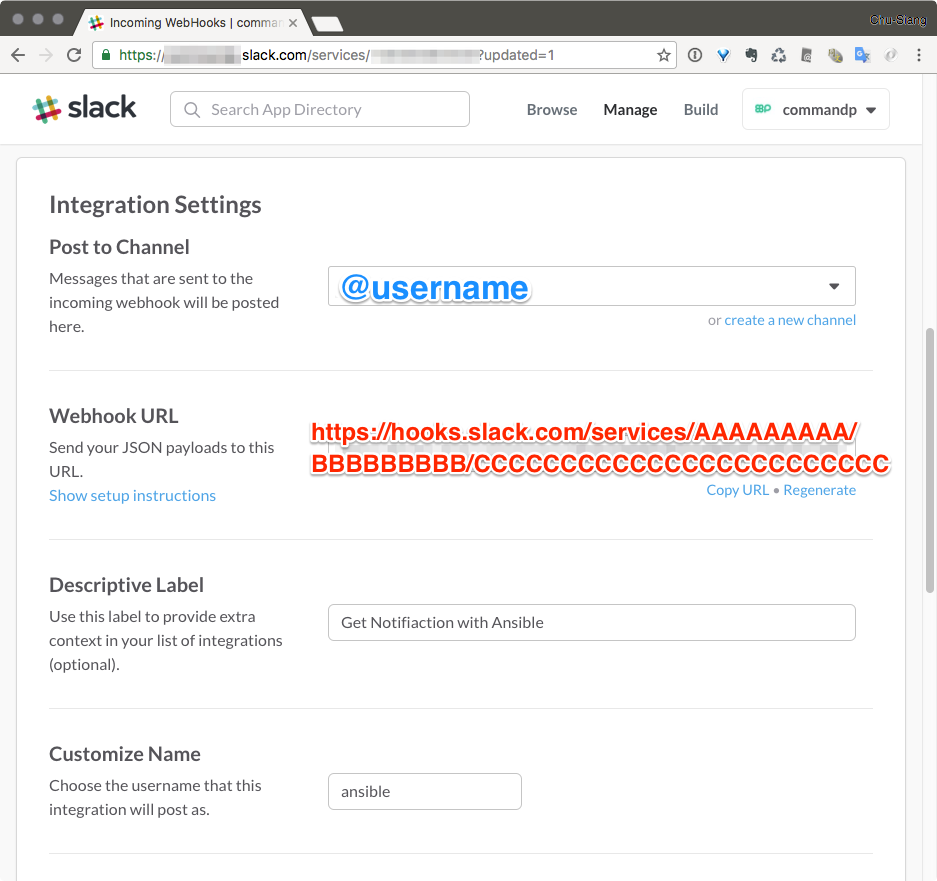 Incoming WebHooks | comma
Chu-Siang
https:// slack.com/services/ ?updated=1
slack
Search App Directory
Browse
Manage
Build
commandp
Integration Settings
Post to Channel
Messages that are sent to the
incoming webhook will be posted
here.
@username
or create a new channel
Webhook URL
Send your JSON payloads to this
URL.
Show setup instructions
https://hooks.slack.com/services/AAAAAAAAA/
BBBBBBBBB/CCCCCCCCCCCCCCCCCCCCCCCC
Copy URL • Regenerate
Descriptive Label
Use this label to provide extra
context in your list of integrations
(optional).
Get Notifiaction with Ansible
Customize Name
Choose the username that this
integration will post as.
ansible